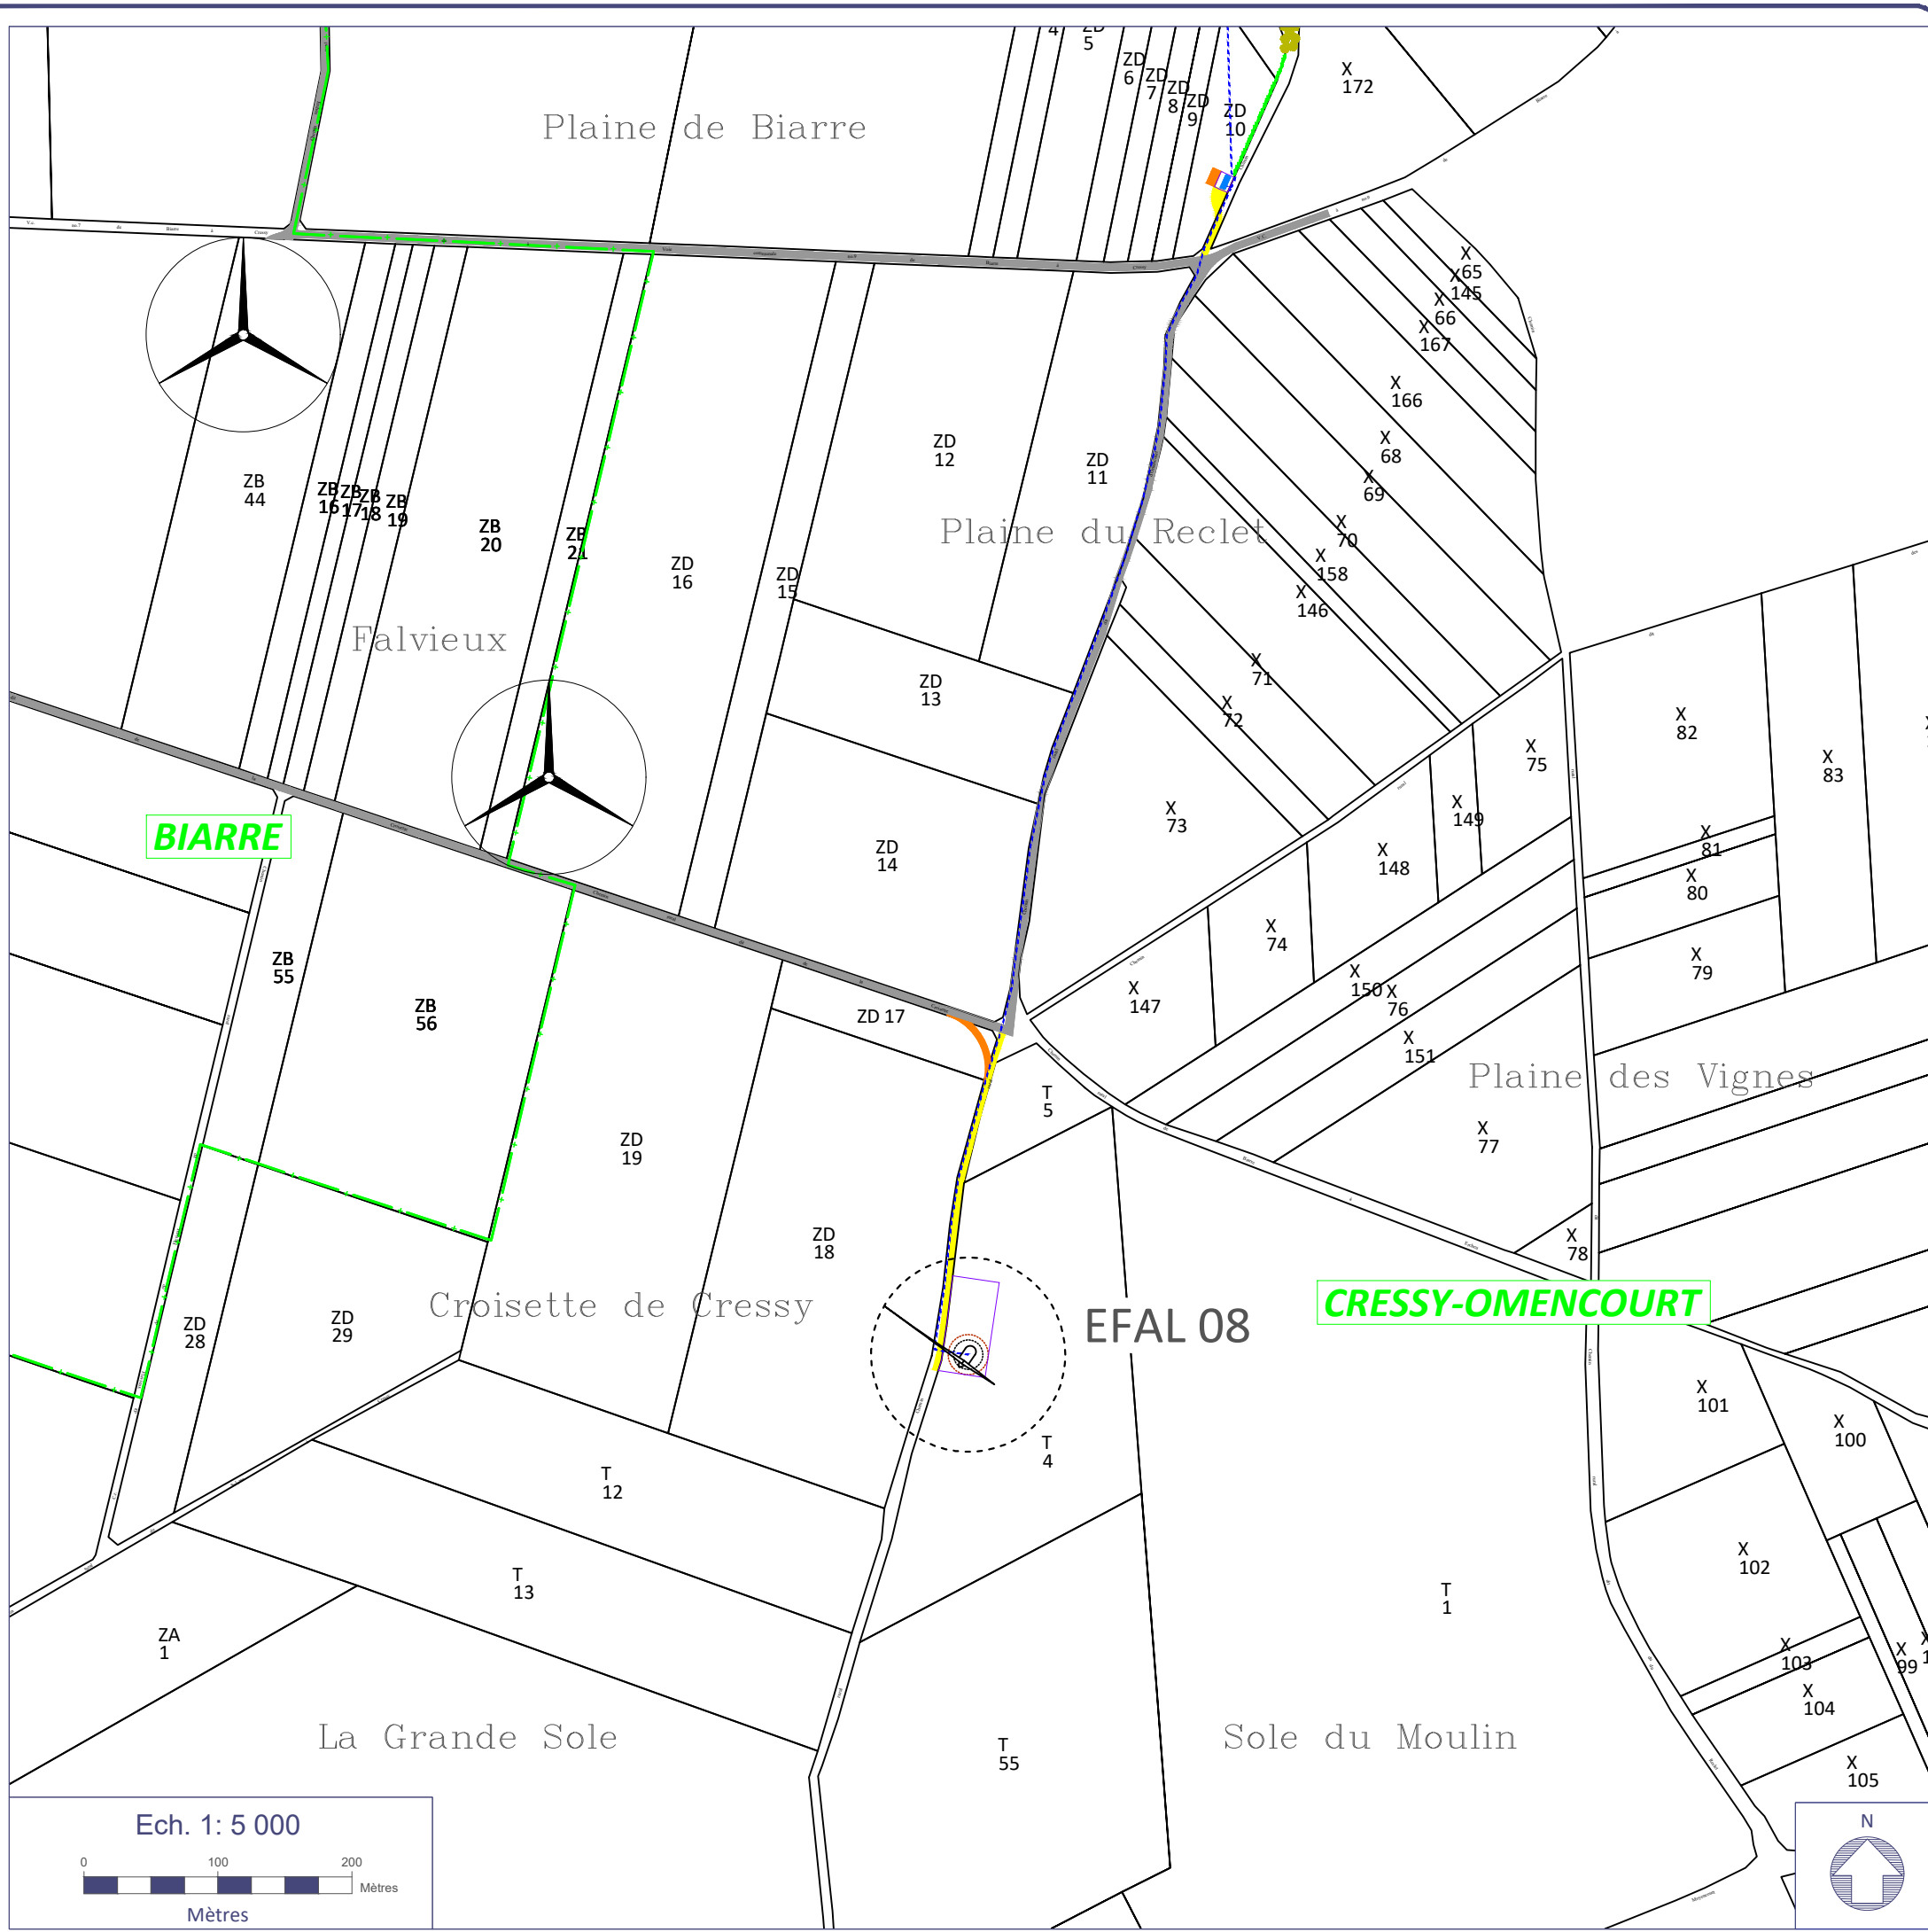 4
ZD
5
ZD
6
ZD
7
ZD
8
ZD
9
ZD
10
X
172
Plaine de Biarre
X
65
X
145
X
66
X
167
X
166
X
68
X
69
X
70
X
158
X
146
X
71
X
72
X
73
ZD
12
ZD
11
Plaine du Reclet
ZB
44
ZB
16
ZB
17
ZB
18
ZB
19
ZB
20
ZB
21
ZD
16
ZD
15
Falvieux
ZD
13
ZD
14
X
75
X
149
X
148
X
74
X
147
X
82
X
83
X
81
X
80
X
79
X
150
X
76
X
151
Plaine des Vignes
X
77
X
78
BIARRE
ZB
55
ZB
56
ZD 17
T
5
ZD
19
ZD
18
Croisette de Cressy
EFAL 08
CRESSY-OMENCOURT
ZD
28
ZD
29
X
101
X
100
T
4
T
12
T
13
X
102
T
1
ZA
1
X
103
X
99
X
104
X
105
La Grande Sole
Sole du Moulin
T
55
Ech. 1: 5 000
0 100 200
Mètres
Mètres
N